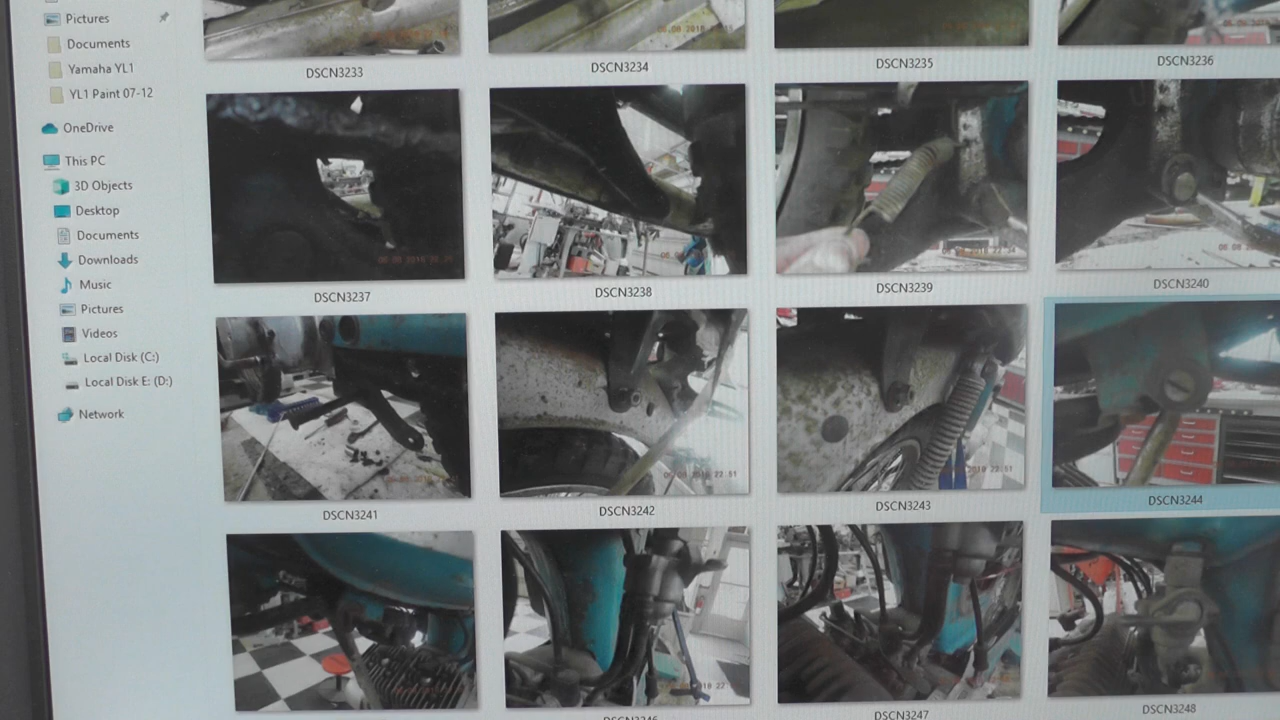 Pictures
Documents
Yamaha YL1
YL1 Paint 07-12
OneDrive
This PC
3D Objects
Desktop
Documents
Downloads
Music
Pictures
Videos
Local Disk (C:)
Local Disk E: (D:)
Network
DSCN3233
DSCN3234
DSCN3235
DSCN3236
DSCN3237
DSCN3238
DSCN3239
DSCN3240
DSCN3241
DSCN3242
DSCN3243
DSCN3244
DSCN3246
DSCN3247
DSCN3248